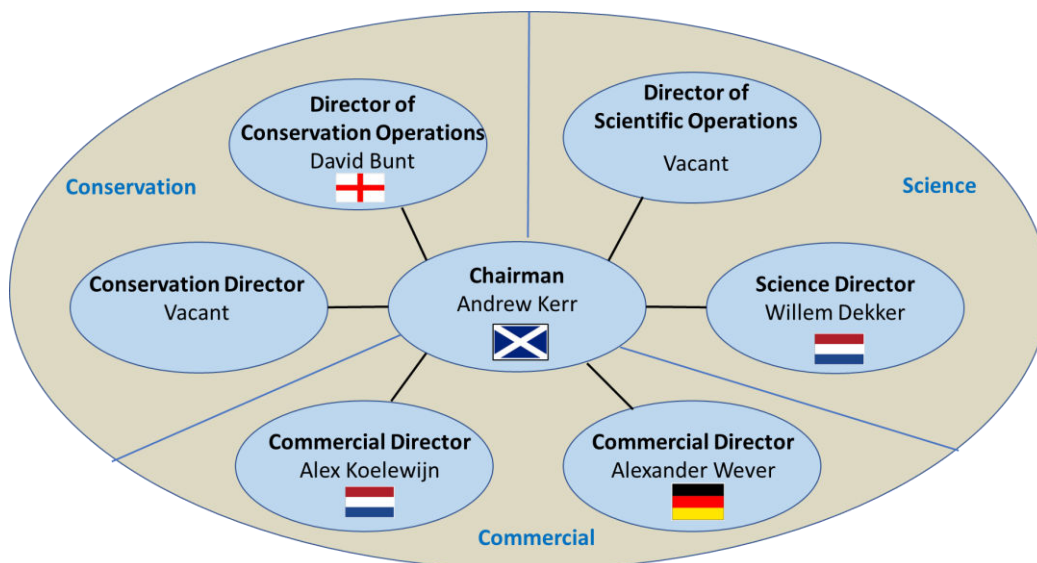 Director of
Conservation Operations
David Bunt
Director of
Scientific Operations
Vacant
Conservation
Science
Conservation Director
Vacant
Chairman
Andrew Kerr
Science Director
Willem Dekker
Commercial Director
Alex Koelewijn
Commercial Director
Alexander Wever
Commercial